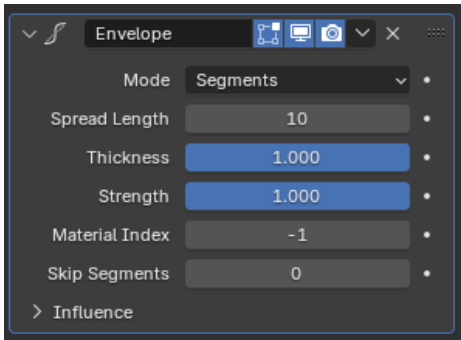 Envelope
Mode Segments
Spread Length 10
Thickness 1.000
Strength 1.000
Material Index -1
Skip Segments 0
Influence